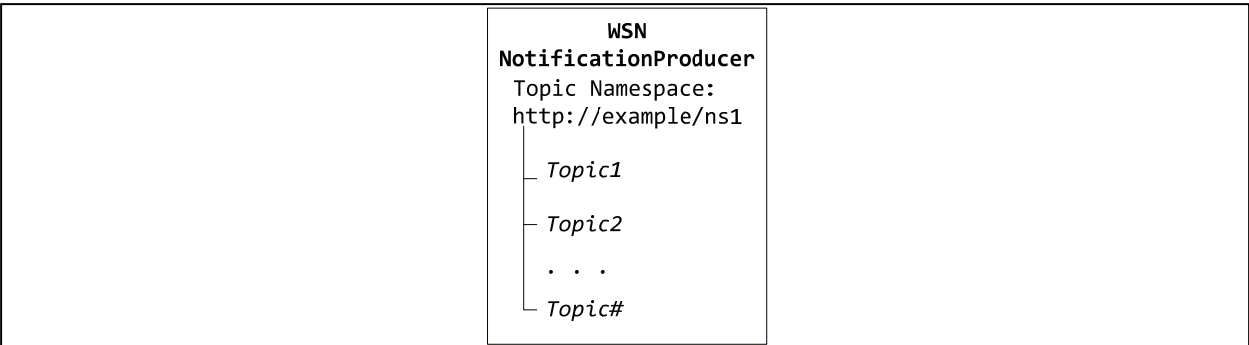 WSN
NotificationProducer
Topic Namespace:
http://example/ns1
Topic1
Topic2
. . .
Topic#